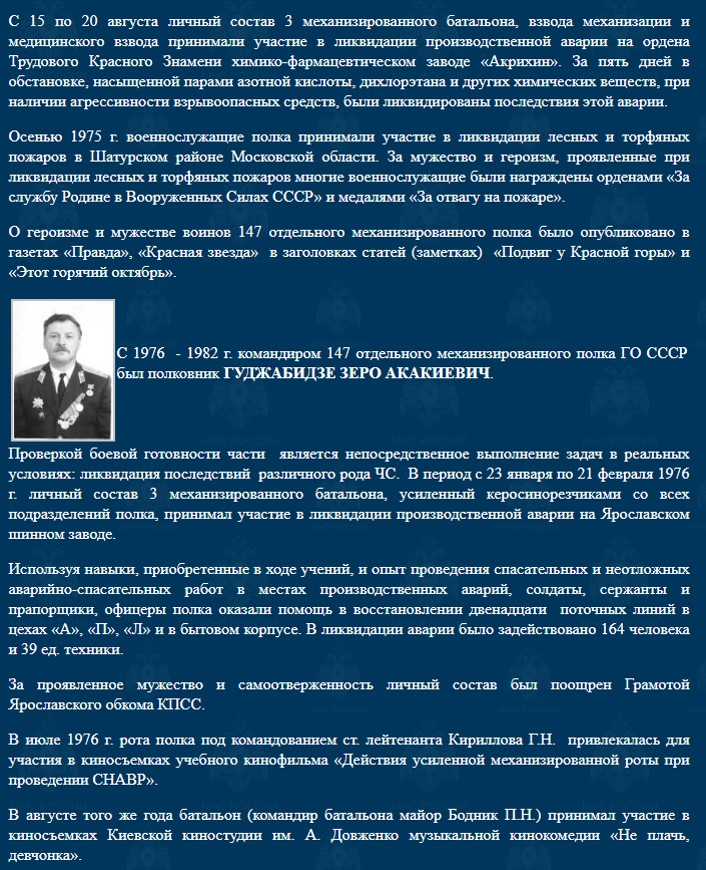 С 15 по 20 августа личный состав 3 механизированного батальона, взвода механизации и
медицинского взвода принимали участие в ликвидации производственной аварии на ордена
Трудового Красного Знамени химико-фармацевтическом заводе «Акрихин». За пять дней в
обстановке, насыщенной парами азотной кислоты, дихлорэтана и других химических веществ, при
наличии агрессивности взрывоопасных средств, были ликвидированы последствия этой аварии.
Осенью 1975 г. военнослужащие полка принимали участие в ликвидации лесных и торфяных
пожаров в Шатурском районе Московской области. За мужество и героизм, проявленные при
ликвидации лесных и торфяных пожаров многие военнослужащие были награждены орденами «За
службу Родине в Вооруженных Силах СССР» и медалями «За отвагу на пожаре».
О героизме и мужестве воинов 147 отдельного механизированного полка было опубликовано в
газетах «Правда», «Красная звезда» в заголовках статей (заметках) «Подвиг у Красной горы» и
«Этот горячий октябрь».
С 1976 - 1982 г. командиром 147 отдельного механизированного полка ГО СССР
был полковник ГУДЖАБИДЗЕ ЗЕРО АКАКИЕВИЧ.
Проверкой боевой готовности части является непосредственное выполнение задач в реальных
условиях: ликвидация последствий различного рода ЧС. В период с 23 января по 21 февраля 1976
г. личный состав 3 механизированного батальона, усиленный керосинорезчиками со всех
подразделений полка, принимал участие в ликвидации производственной аварии на Ярославском
шинном заводе.
Используя навыки, приобретенные в ходе учений, и опыт проведения спасательных и неотложных
аварийно-спасательных работ в местах производственных аварий, солдаты, сержанты и
прапорщики, офицеры полка оказали помощь в восстановлении двенадцати поточных линий в
цехах «А», «П», «Л» и в бытовом корпусе. В ликвидации аварии было задействовано 164 человека
и 39 ед. техники.
За проявленное мужество и самоотверженность личный состав был поощрен Грамотой
Ярославского обкома КПСС.
В июле 1976 г. рота полка под командованием ст. лейтенанта Кириллова Г.Н. привлекалась для
участия в киносъемках учебного кинофильма «Действия усиленной механизированной роты при
проведении СНАВР».
В августе того же года батальон (командир батальона майор Бодник П.Н.) принимал участие в
киносъемках Киевской киностудии им. А. Довженко музыкальной кинокомедии «Не плачь,
девчонка».